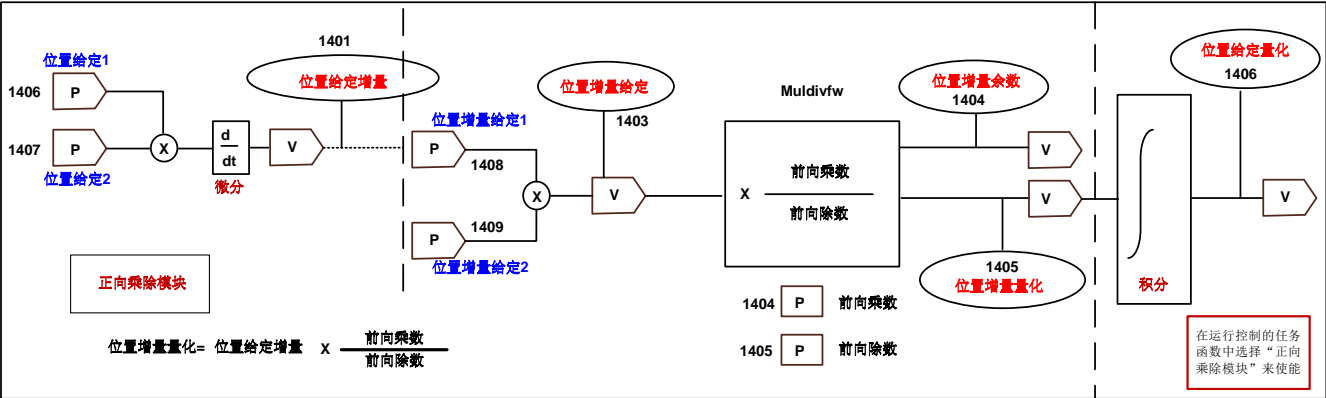 位置给定1
1406
P
1407
P
位置给定2
X
d
dt
微分
V
1401
位置给定增量
位置增量给定1
P
1408
X
1409
P
位置增量给定2
位置增量给定
1403
V
Muldivfw
X
前向乘数
前向除数
位置增量余数
1404
V
V
1405
位置增量量化
1404
P
前向乘数
1405
P
前向除数
积分
位置给定量化
1406
V
正向乘除模块
位置增量量化= 位置给定增量 X
前向乘数
前向除数
在运行控制的任务
函数中选择“正向
乘除模块”来使能